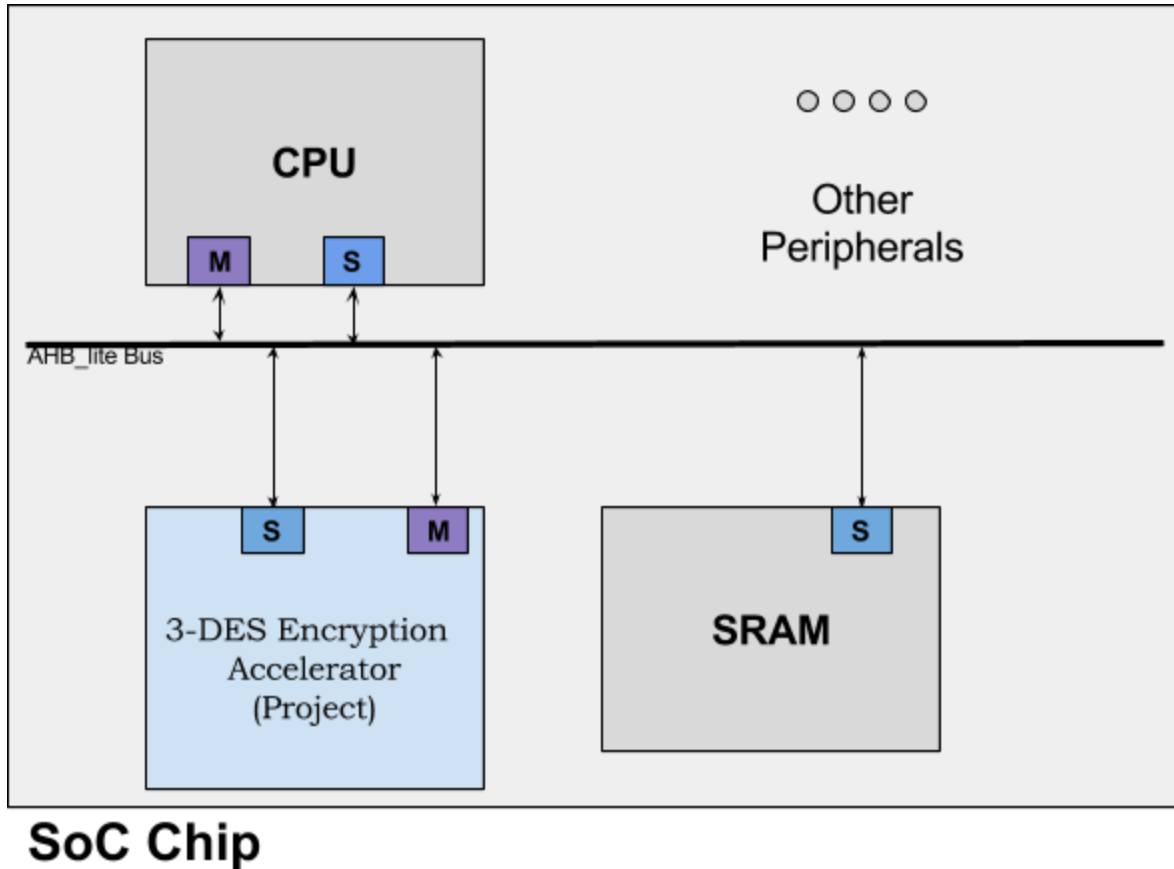 CPU
M
S
Other
Peripherals
AHB_lite Bus
S
M
S
3-DES Encryption
Accelerator
(Project)
SRAM
SoC Chip